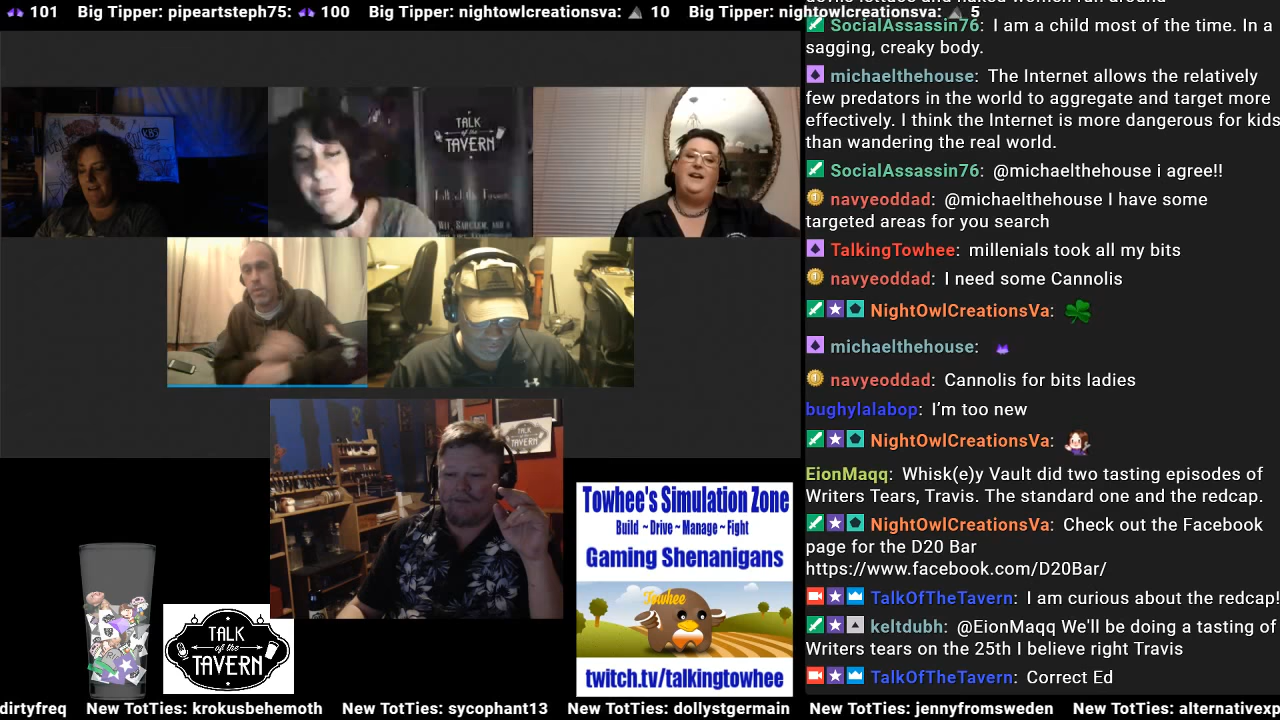 101 Big Tipper: pipeartsteph75: 100 Big Tipper: nightowlcreationsva: 10 Big Tipper: nightowlcreationsva: 5
TALK
of the
TAVERN
TALK
of the
TAVERN
Towhee's Simulation Zone
Build ~ Drive ~ Manage ~ Fight
Gaming Shenanigans
Towhee
twitch.tv/talkingtowhee
TALK
of the
TAVERN
SocialAssassin76: I am a child most of the time. In a
sagging, creaky body.
michaelthehouse: The Internet allows the relatively
few predators in the world to aggregate and target more
effectively. I think the Internet is more dangerous for kids
than wandering the real world.
SocialAssassin76: @michaelthehouse i agree!!
navyeoddad: @michaelthehouse I have some
targeted areas for you search
TalkingTowhee: millenials took all my bits
navyeoddad: I need some Cannolis
NightOwlCreationsVa:
michaelthehouse:
navyeoddad: Cannolis for bits ladies
bughylalabop: I'm too new
NightOwlCreationsVa:
EionMaqq: Whisk(e)y Vault did two tasting episodes of
Writers Tears, Travis. The standard one and the redcap.
NightOwlCreationsVa: Check out the Facebook
page for the D20 Bar
https://www.facebook.com/D20Bar/
TalkOfTheTavern: I am curious about the redcap!
keltdubh: @EionMaqq We'll be doing a tasting of
Writers tears on the 25th I believe right Travis
TalkOfTheTavern: Correct Ed
dirtyfreq New TotTies: krokusbehemoth New TotTies: sycophant13 New TotTies: dollystgermain New TotTies: jennyfromsweden New TotTies: alternativexp